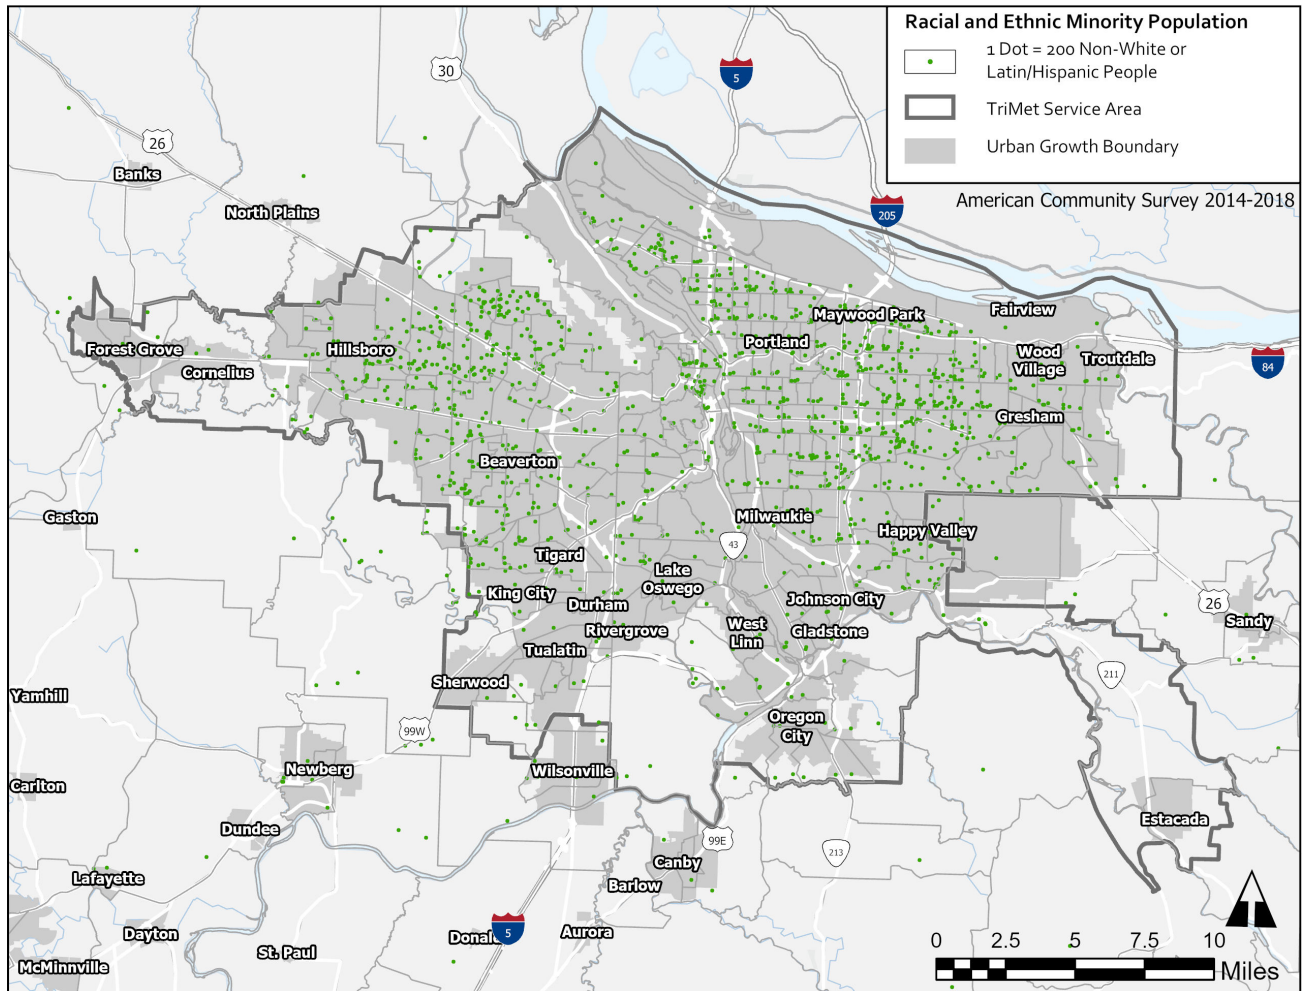 Racial and Ethnic Minority Population
1 Dot = 200 Non-White or
Latin/Hispanic People
TriMet Service Area
Urban Growth Boundary
American Community Survey 2014-2018
30
5
26
205
Banks
North Plains
Fairview
Maywood Park
Portland
Forest Grove
Hillsboro
Cornelius
Wood
Village
Troutdale
84
Gresham
Beaverton
Gaston
Milwaukie
Happy Valley
43
Tigard
Lake
Oswego
King City
Durham
Johnson City
26
Sandy
Rivergrove
West
Linn
Gladstone
Tualatin
Sherwood
211
Yamhill
99W
Oregon
City
Newberg
Wilsonville
Carlton
Dundee
Estacada
99E
213
Canby
Lafayette
Barlow
Dayton
St. Paul
Donal
5
Aurora
McMinnville
0 2.5 5 7.5 10
Miles